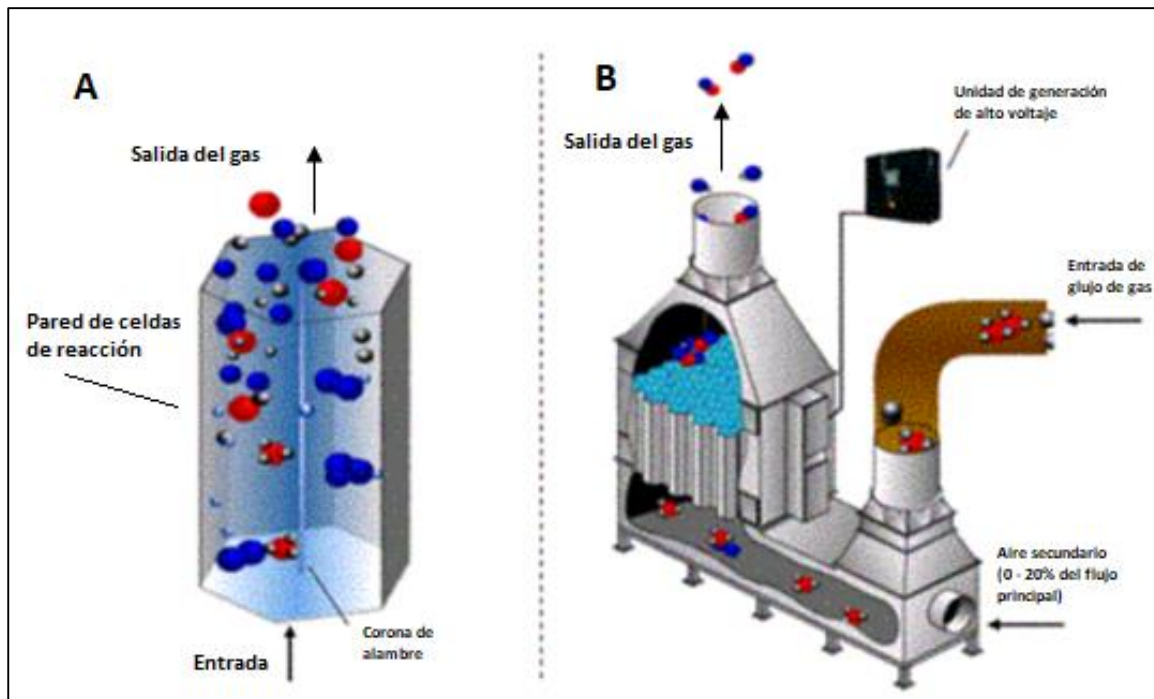 A
Salida del gas
Pared de celdas
de reacción
Corona de
alambre
Entrada
B
Unidad de generación
de alto voltaje
Salida del gas
Entrada de
glujo de gas
Aire secundario
(0 - 20% del flujo
principal)